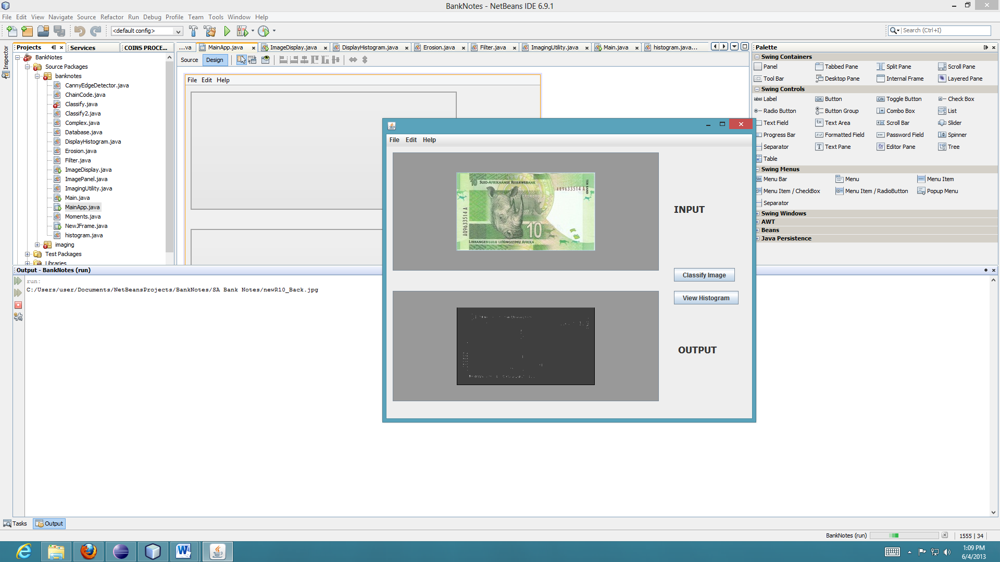 BankNotes - NetBeans IDE 6.9.1
File Edit View Navigate Source Refactor Run Debug Profile Team Tools Window Help
<default config>
Search (Ctrl+I)
Inspector
Projects
Services
COINS PROCE...
...va
MainApp.java
ImageDisplay.java
DisplayHistogram.java
Erosion.java
Filter.java
ImagingUtility.java
Main.java
histogram.java...
Source
Design
BankNotes
Source Packages
banknotes
CannyEdgeDetector.java
ChainCode.java
Classify.java
Classify2.java
Complex.java
Database.java
DisplayHistogram.java
Erosion.java
Filter.java
ImageDisplay.java
ImagePanel.java
ImagingUtility.java
Main.java
MainApp.java
Moments.java
NewJFrame.java
histogram.java
imaging
Test Packages
Libraries
File Edit Help
File Edit Help
10 SUID-AFRIKAANSE RESERWEBANK
A09633514 A
TEN RAND
A09633514 A
10
LIBHANGESILULU LENINGIZIMU AFRIKA
INPUT
Classify Image
View Histogram
OUTPUT
Palette
Swing Containers
Panel Tabbed Pane Split Pane Scroll Pane
Tool Bar Desktop Pane Internal Frame Layered Pane
Swing Controls
label Label OK Button ON Toggle Button Check Box
Radio Button Button Group Combo Box List
Text Field Text Area Scroll Bar Slider
Progress Bar Formatted Field Password Field Spinner
Separator Text Pane Editor Pane Tree
Table
Swing Menus
Menu Bar Menu Menu Item
Menu Item / CheckBox Menu Item / RadioButton Popup Menu
Separator
Swing Windows
AWT
Beans
Java Persistence
Output - BankNotes (run)
run:
C:/Users/user/Documents/NetBeansProjects/BankNotes/SA Bank Notes/newR10_Back.jpg
Tasks
Output
BankNotes (run)
1555 | 34
1:09 PM
6/4/2013